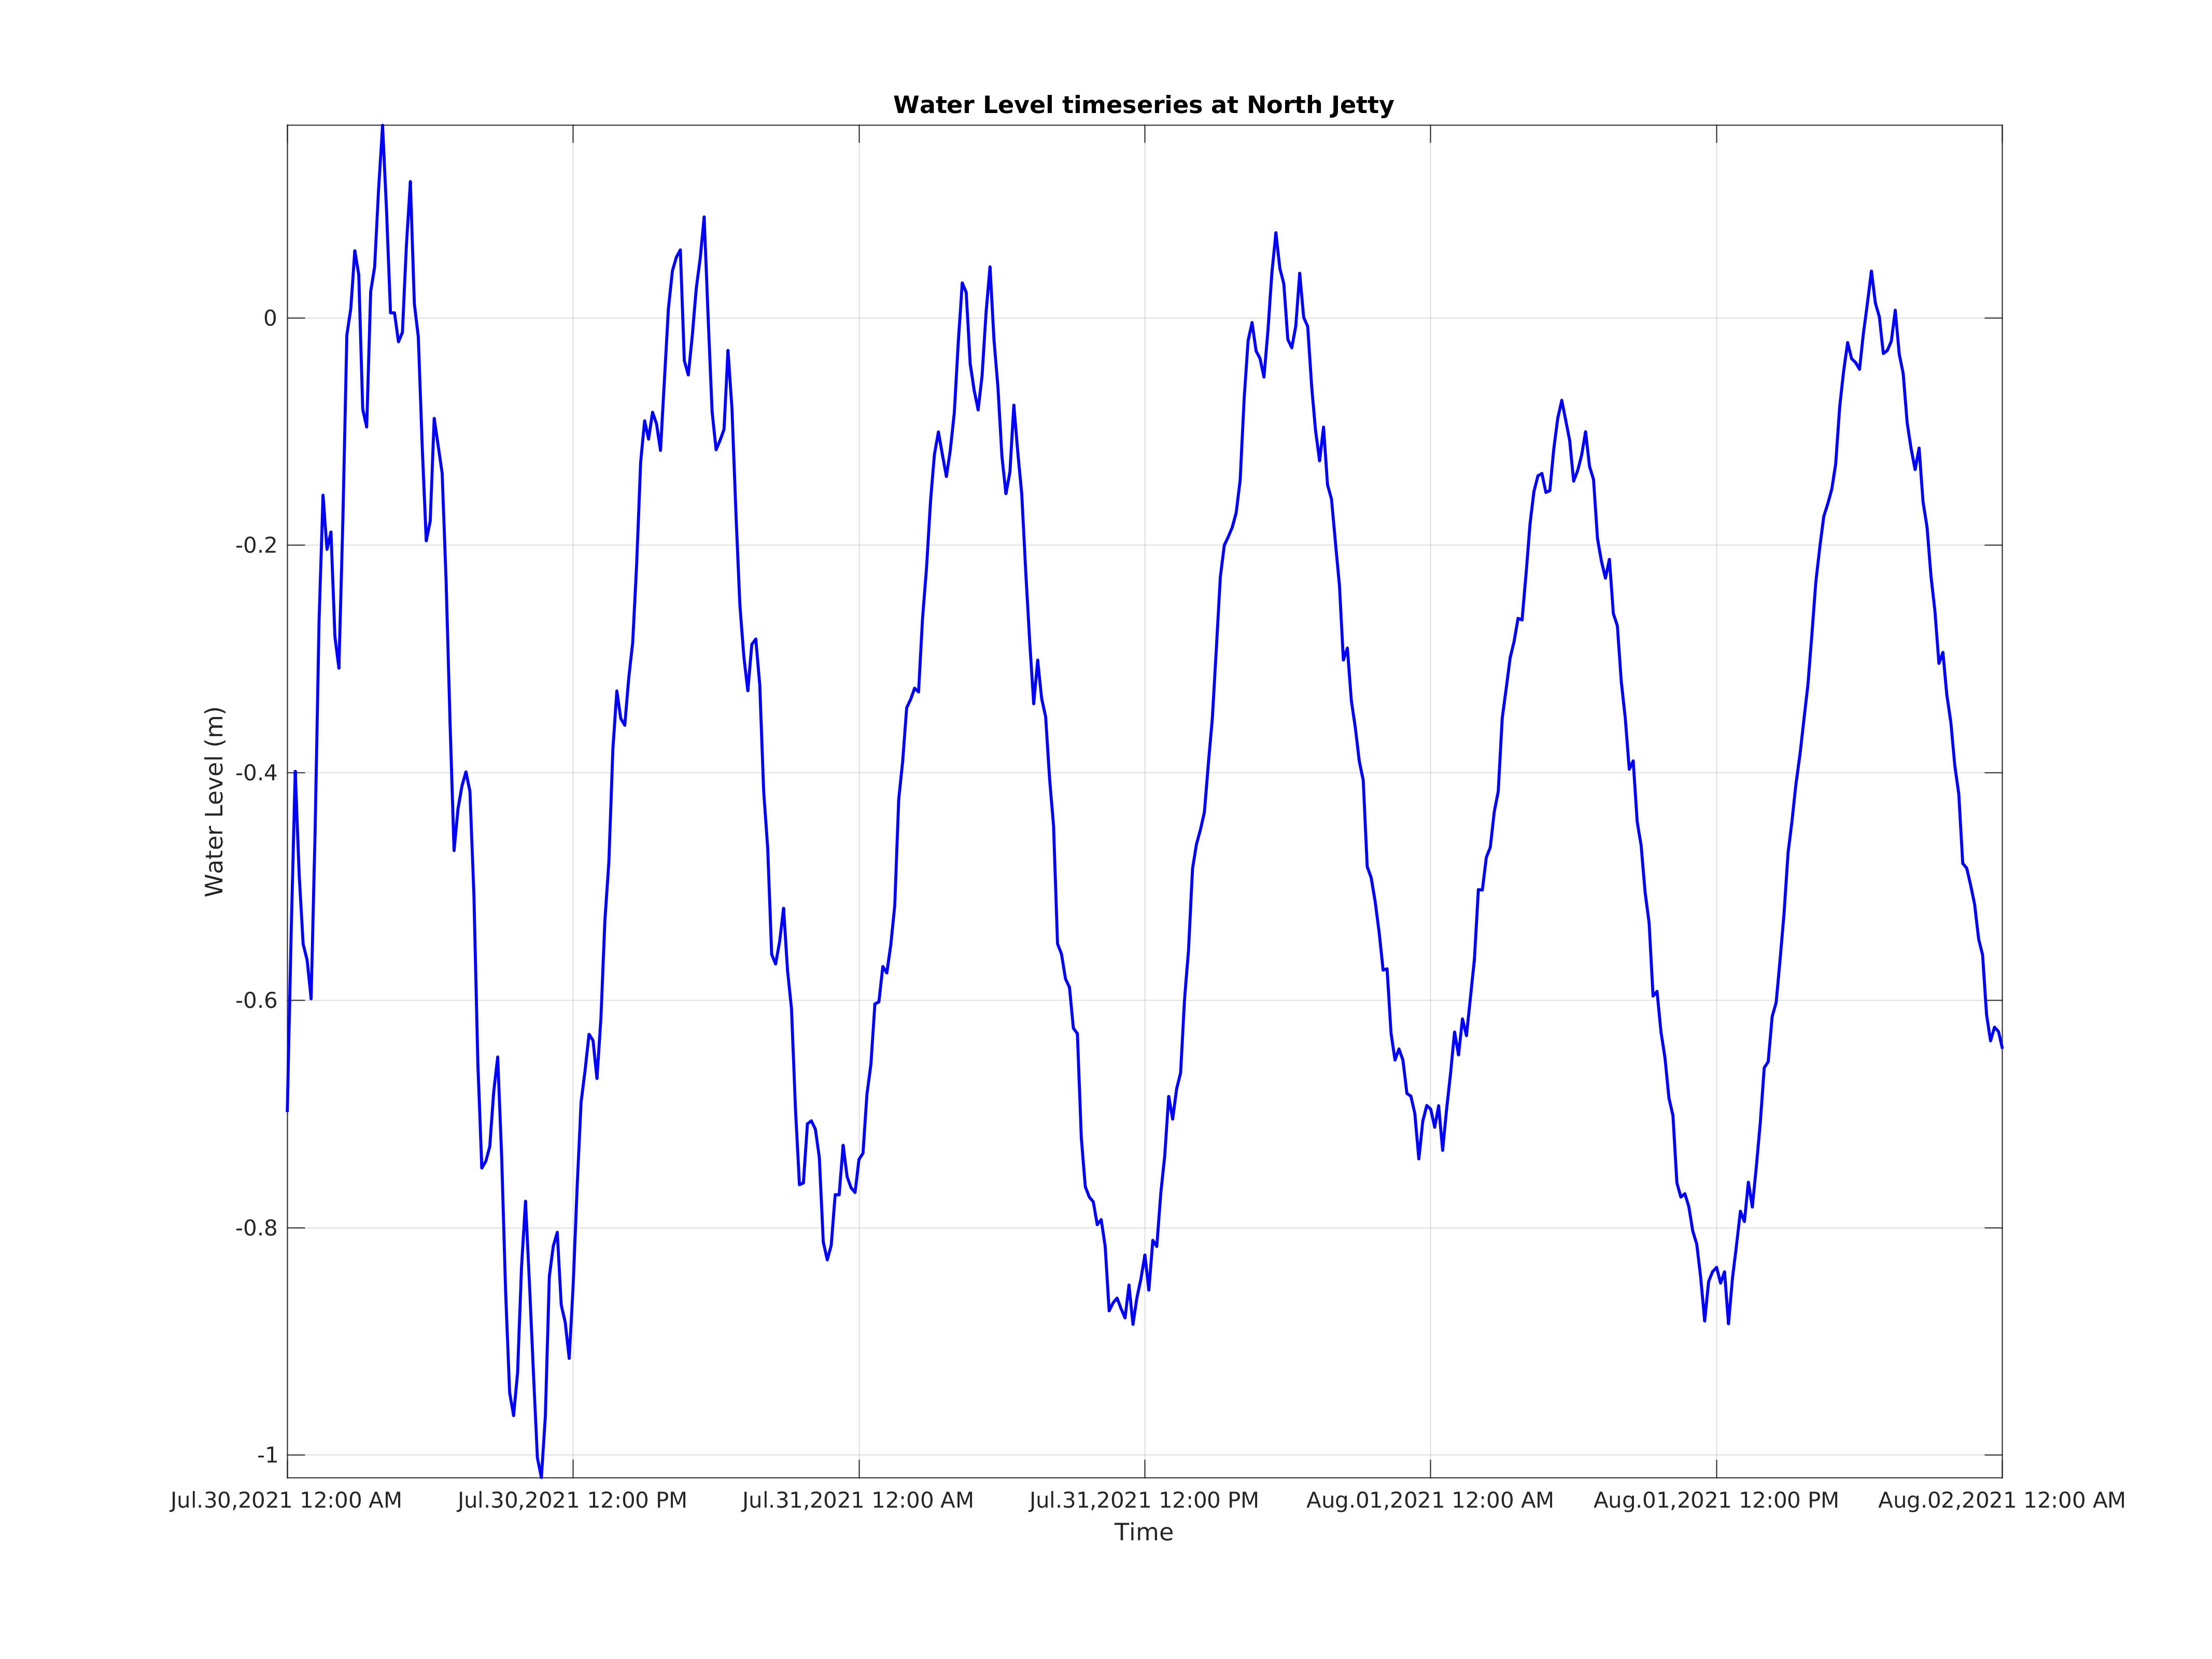 Water Level timeseries at North Jetty
0
-0.2
-0.4
-0.6
-0.8
-1
Water Level (m)
Jul.30,2021 12:00 AM
Jul.30,2021 12:00 PM
Jul.31,2021 12:00 AM
Jul.31,2021 12:00 PM
Aug.01,2021 12:00 AM
Aug.01,2021 12:00 PM
Aug.02,2021 12:00 AM
Time